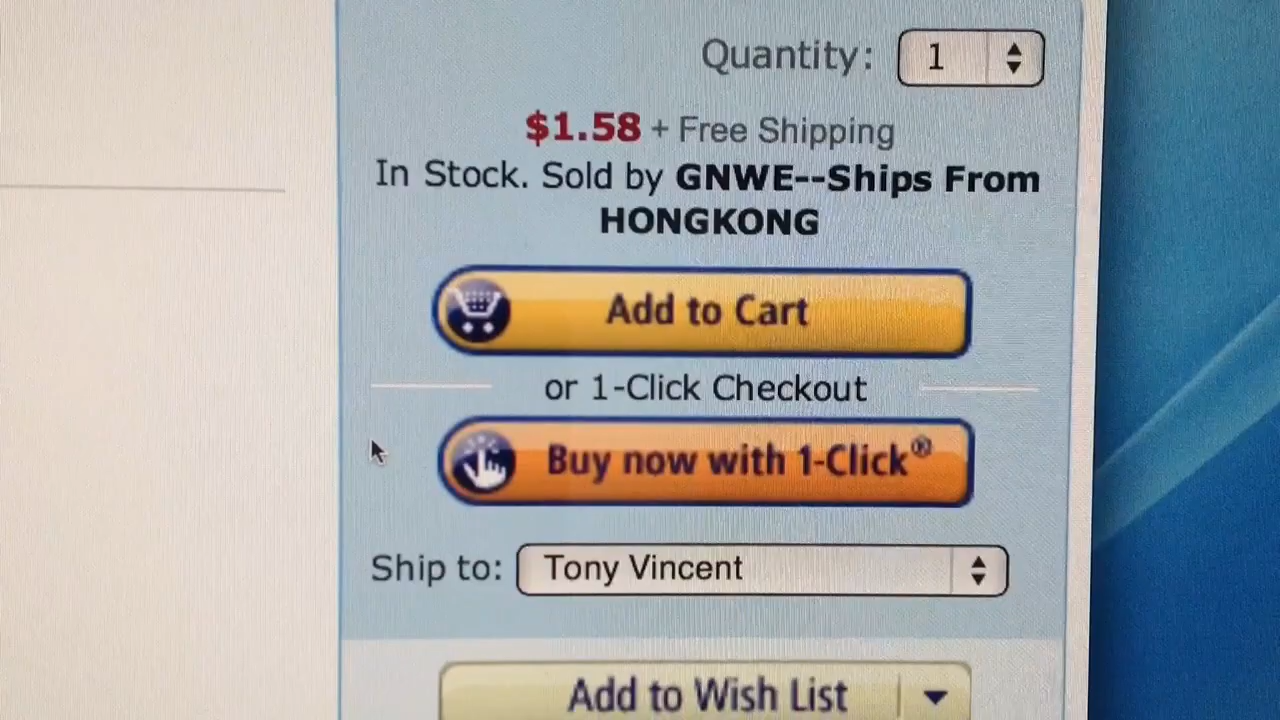 Quantity: 1
$1.58 + Free Shipping
In Stock. Sold by GNWE--Ships From
HONGKONG
Add to Cart
or 1-Click Checkout
Buy now with 1-Click®
Ship to: Tony Vincent
Add to Wish List